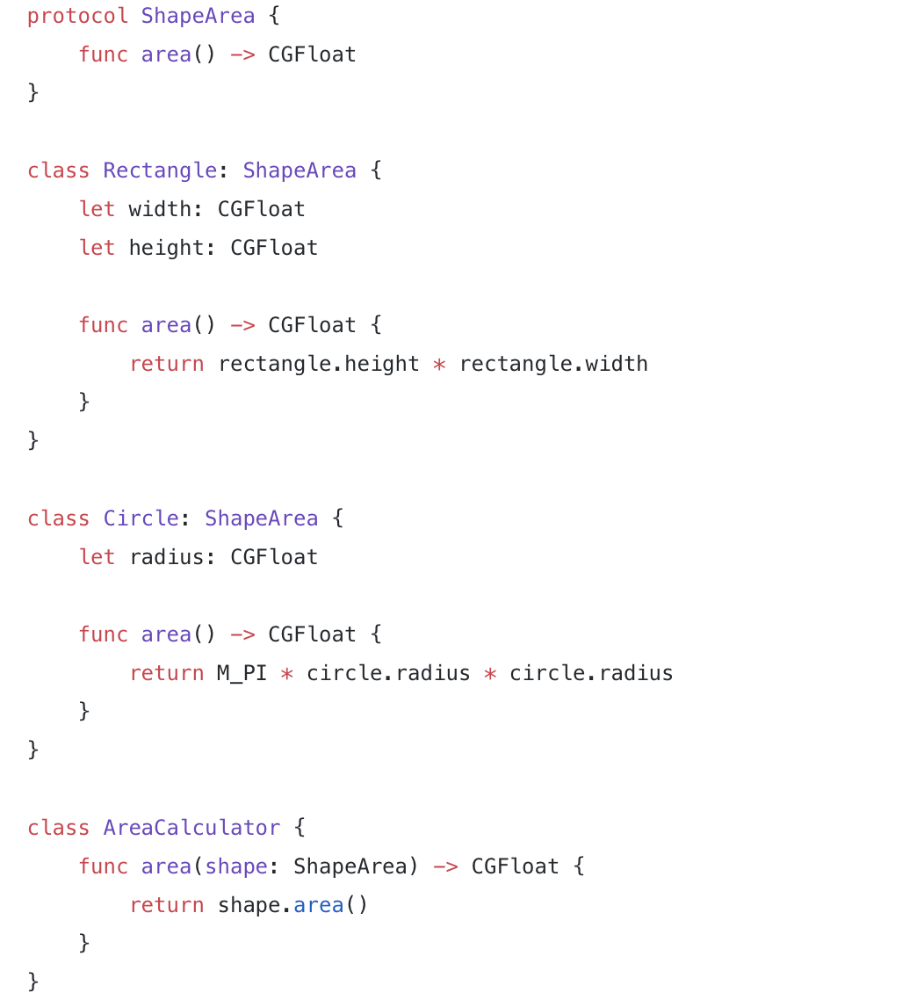 protocol ShapeArea {
    func area() -> CGFloat
}

class Rectangle: ShapeArea {
    let width: CGFloat
    let height: CGFloat

    func area() -> CGFloat {
        return rectangle.height * rectangle.width
    }
}

class Circle: ShapeArea {
    let radius: CGFloat

    func area() -> CGFloat {
        return M_PI * circle.radius * circle.radius
    }
}

class AreaCalculator {
    func area(shape: ShapeArea) -> CGFloat {
        return shape.area()
    }
}